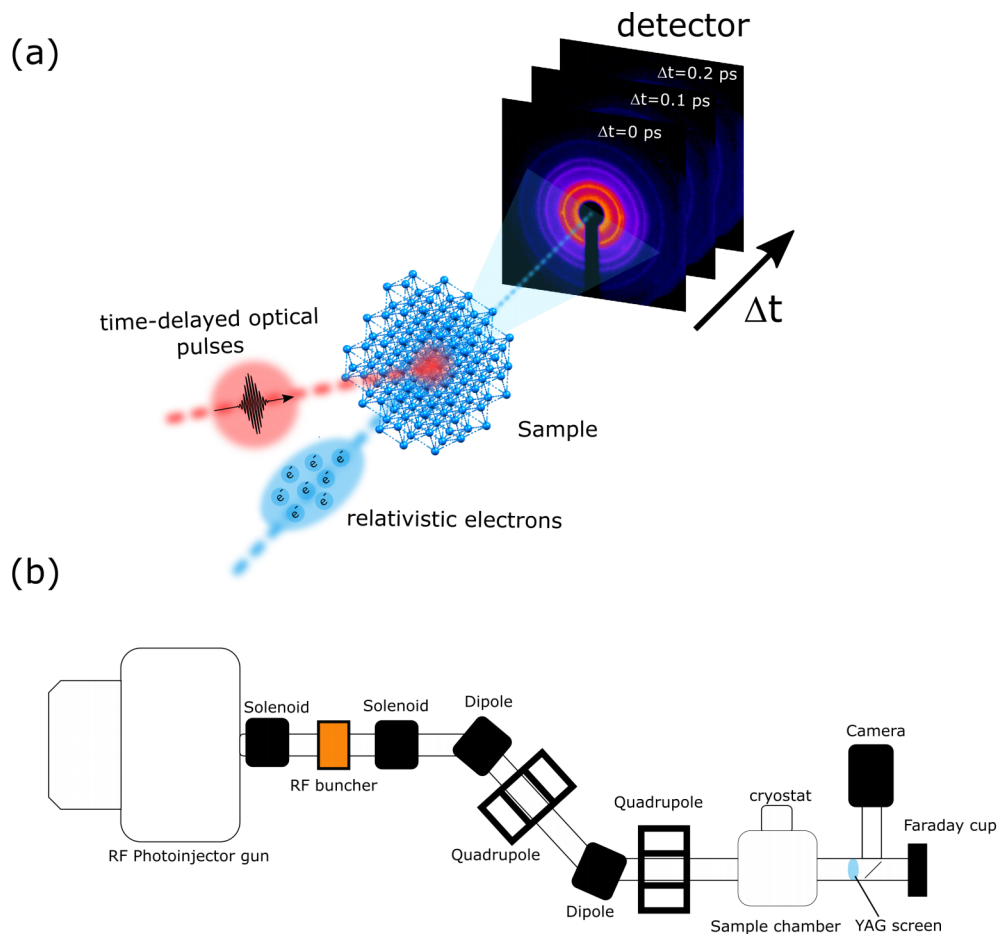 (a)
detector
Δt=0.2 ps
Δt=0.1 ps
Δt=0 ps
Δt
time-delayed optical
pulses
Sample
e⁻
e⁻
e⁻
e⁻
e⁻
e⁻
e⁻
e⁻
relativistic electrons
(b)
Solenoid
Solenoid
Dipole
Camera
RF buncher
Quadrupole
cryostat
Faraday cup
RF Photoinjector gun
Quadrupole
Dipole
Sample chamber
YAG screen